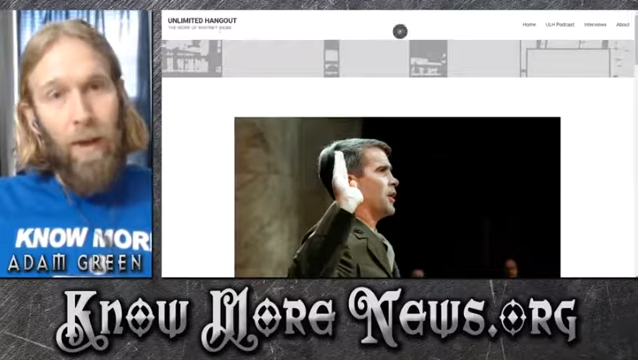 UNLIMITED HANGOUT
THE WORK OF WHITNEY WEBB
Home ULH Podcast Interviews About
KNOW MOR
ADAM GREEN
KNOW MORE NEWS.ORG